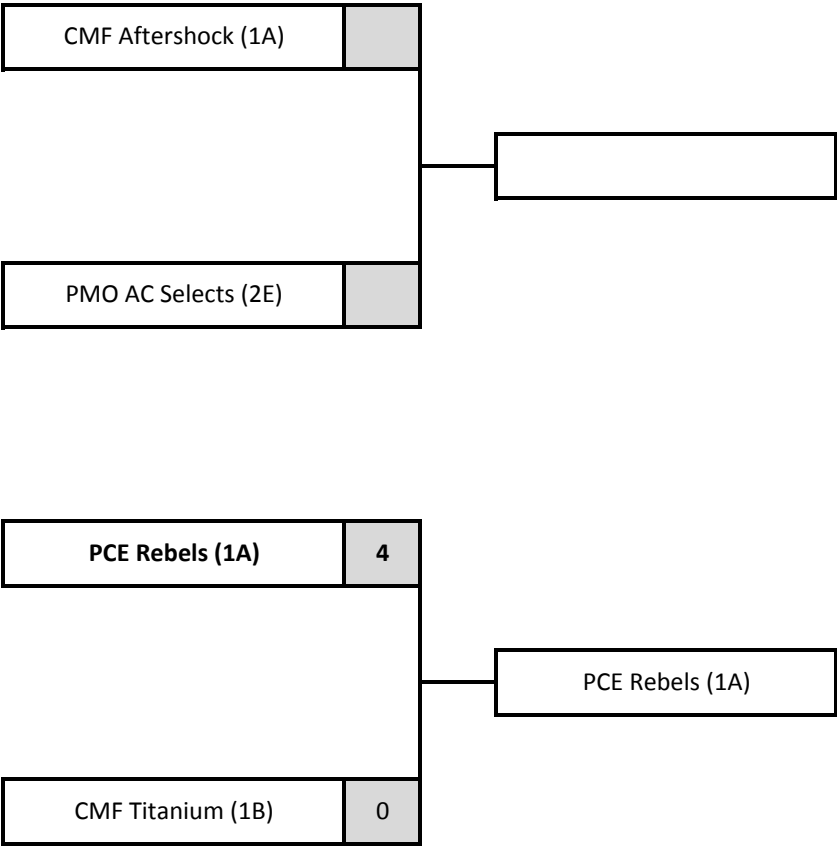 CMF Aftershock (1A)
PMO AC Selects (2E)
PCE Rebels (1A) 4
PCE Rebels (1A)
CMF Titanium (1B) 0